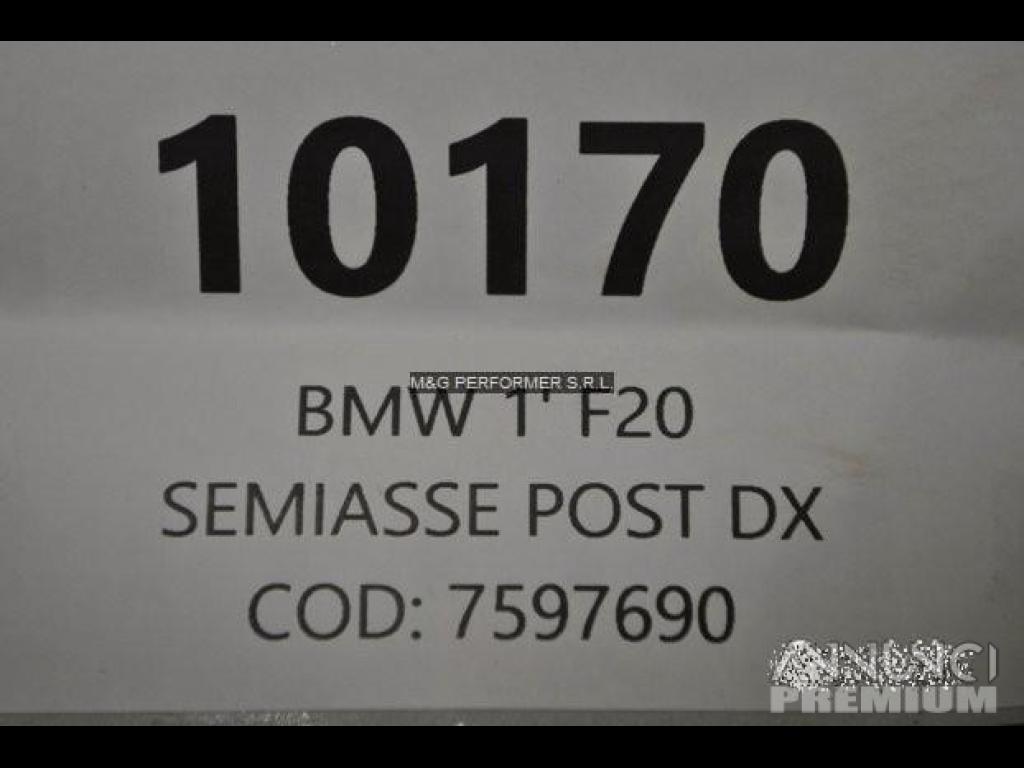 10170
M&G PERFORMER S.R.L.
BMW 1' F20
SEMIASSE POST DX
COD: 7597690
PREMIUM